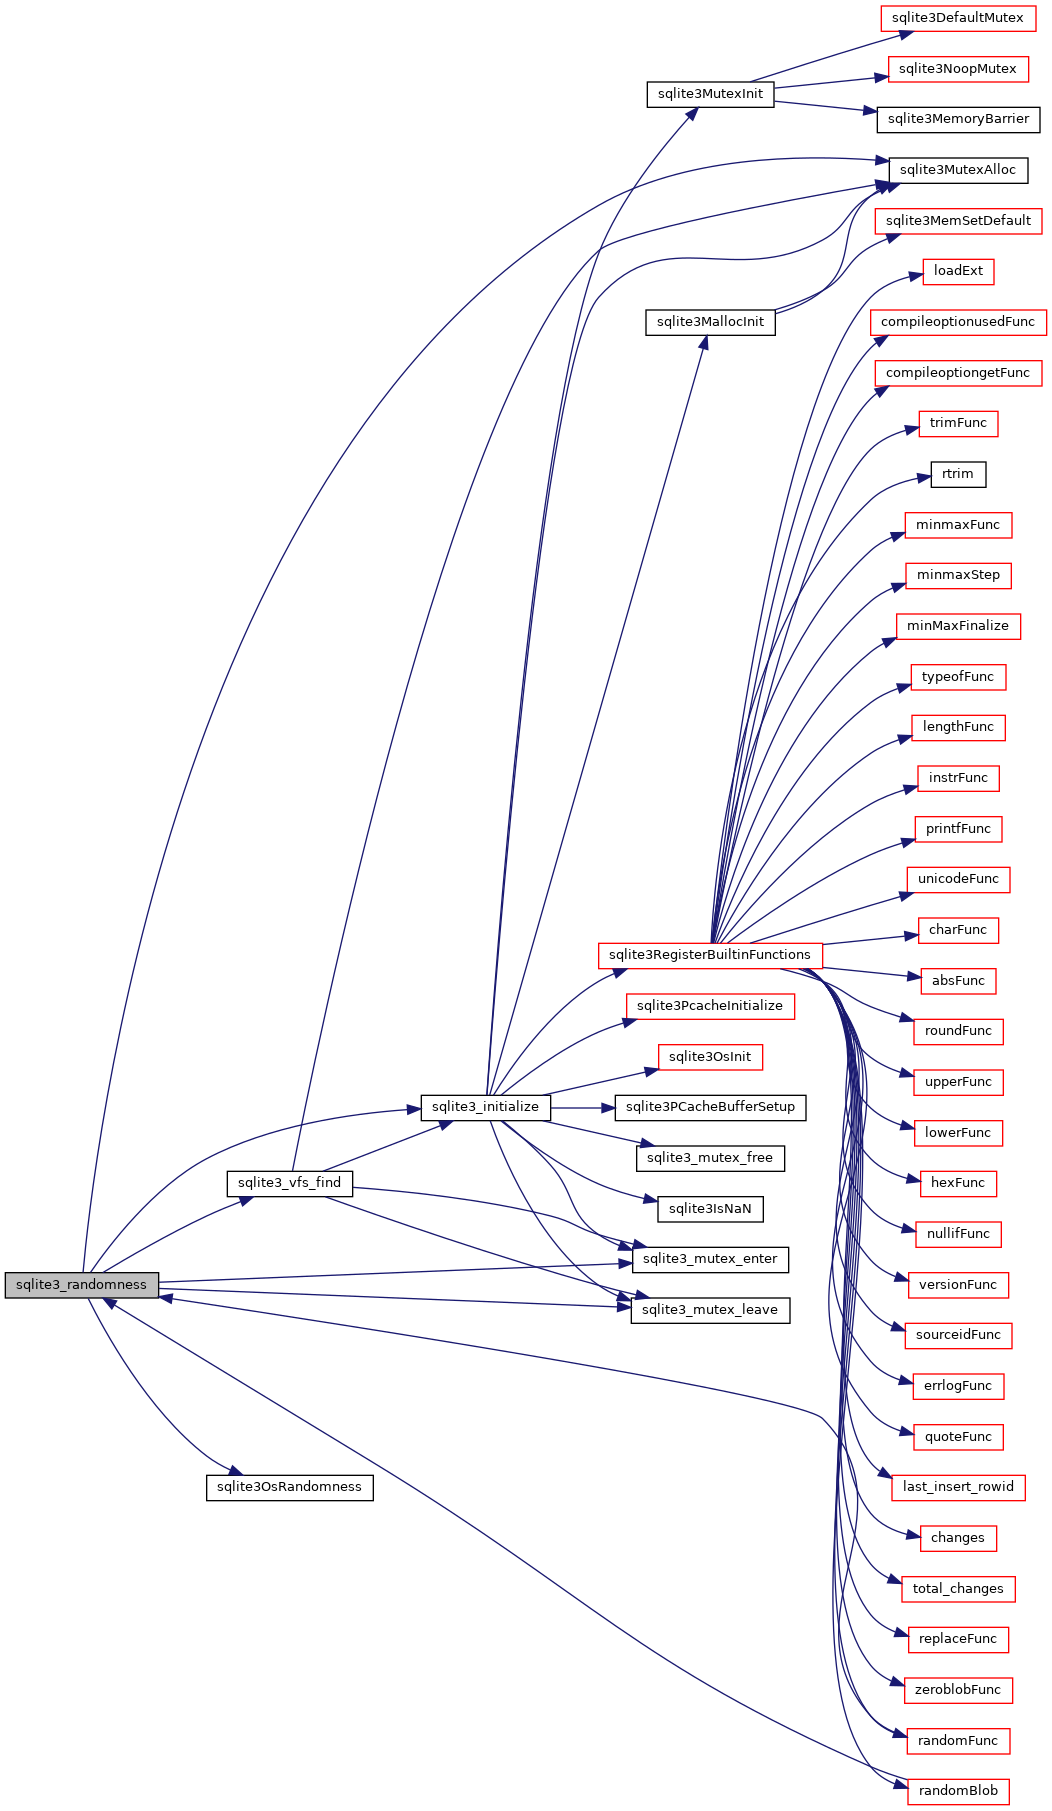 sqlite3DefaultMutex
sqlite3NoopMutex
sqlite3MutexInit
sqlite3MemoryBarrier
sqlite3MutexAlloc
sqlite3MemSetDefault
loadExt
sqlite3MallocInit
compileoptionusedFunc
compileoptiongetFunc
trimFunc
rtrim
minmaxFunc
minmaxStep
minMaxFinalize
typeofFunc
lengthFunc
instrFunc
printfFunc
unicodeFunc
charFunc
sqlite3RegisterBuiltinFunctions
absFunc
sqlite3PcacheInitialize
roundFunc
sqlite3OsInit
upperFunc
sqlite3_initialize
sqlite3PCacheBufferSetup
lowerFunc
sqlite3_mutex_free
sqlite3_vfs_find
hexFunc
sqlite3IsNaN
nullifFunc
sqlite3_mutex_enter
sqlite3_randomness
versionFunc
sqlite3_mutex_leave
sourceidFunc
errlogFunc
quoteFunc
sqlite3OsRandomness
last_insert_rowid
changes
total_changes
replaceFunc
zeroblobFunc
randomFunc
randomBlob